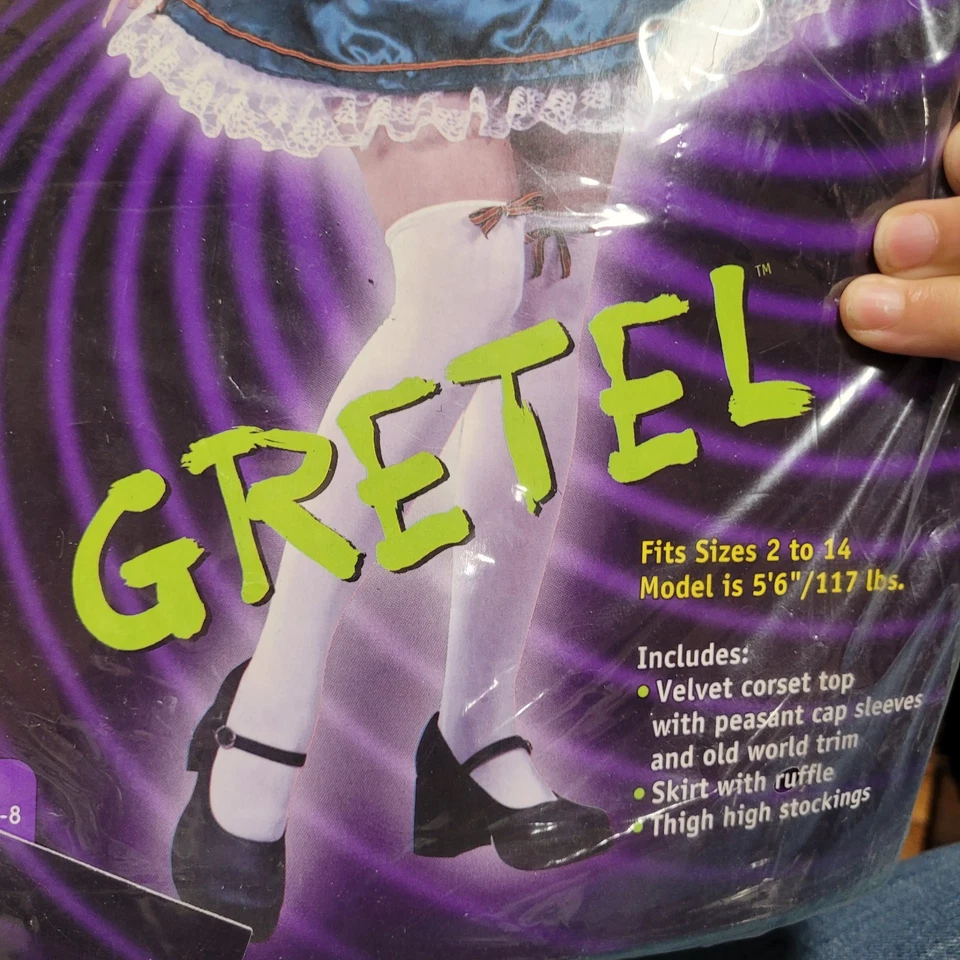 GRETEL™
Fits Sizes 2 to 14
Model is 5'6"/117 lbs.
Includes:
• Velvet corset top
with peasant cap sleeves
and old world trim
• Skirt with ruffle
• Thigh high stockings
-8